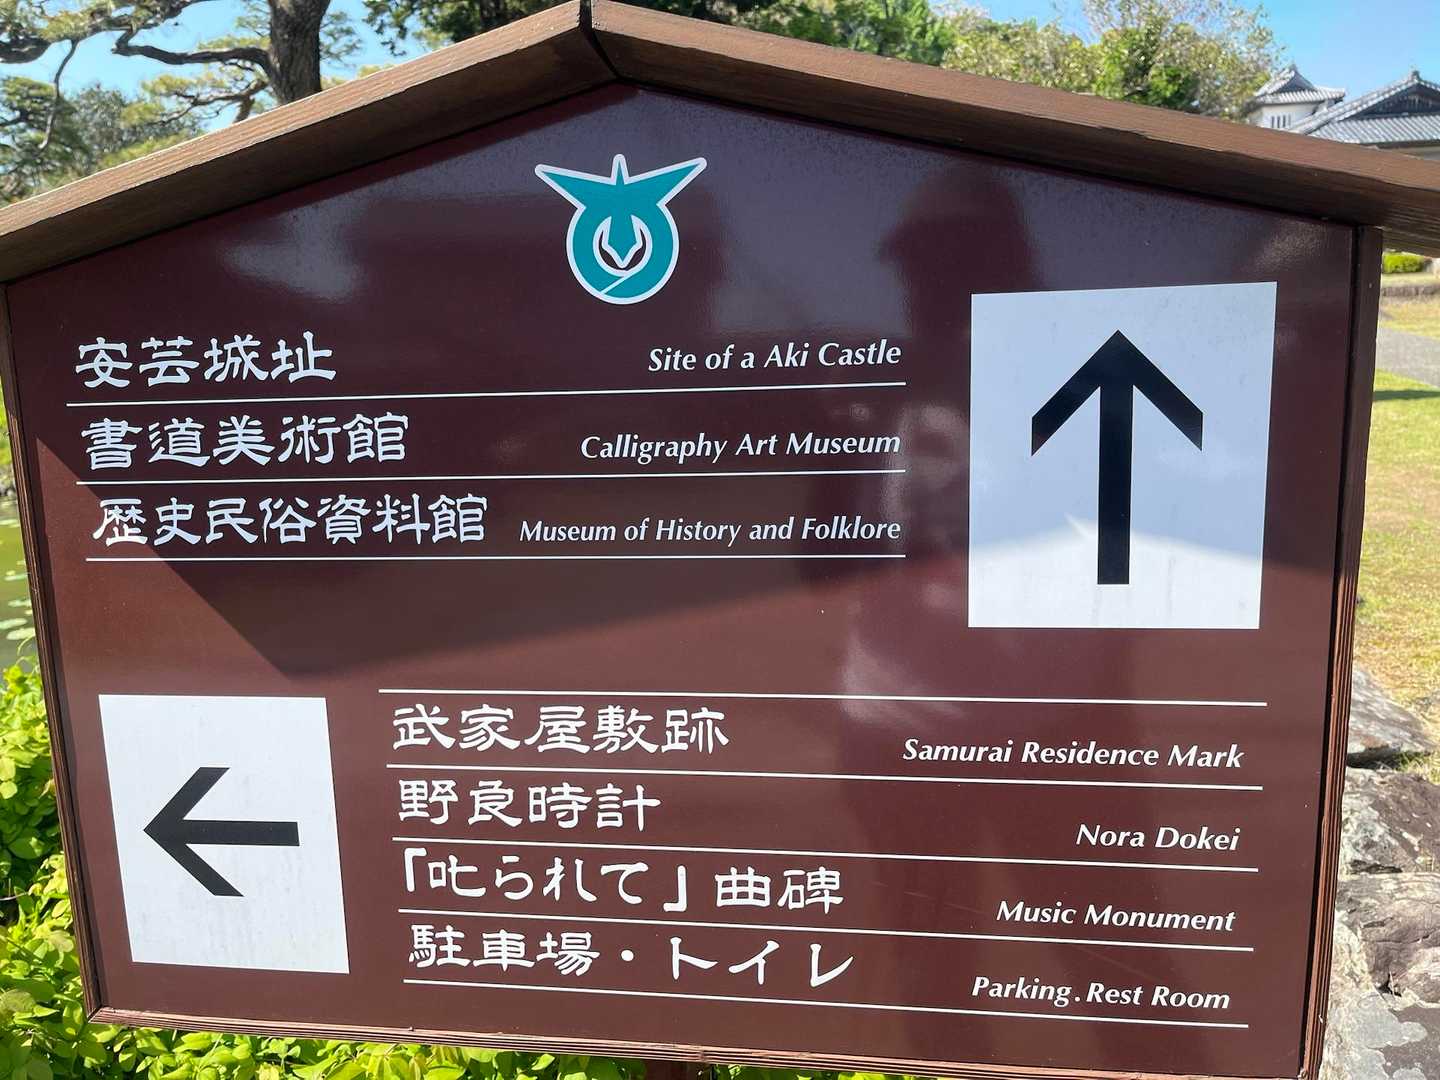 安芸城址 Site of a Aki Castle
書道美術館 Calligraphy Art Museum
歴史民俗資料館 Museum of History and Folklore
武家屋敷跡 Samurai Residence Mark
野良時計 Nora Dokei
「叱られて」曲碑 Music Monument
駐車場・トイレ Parking.Rest Room